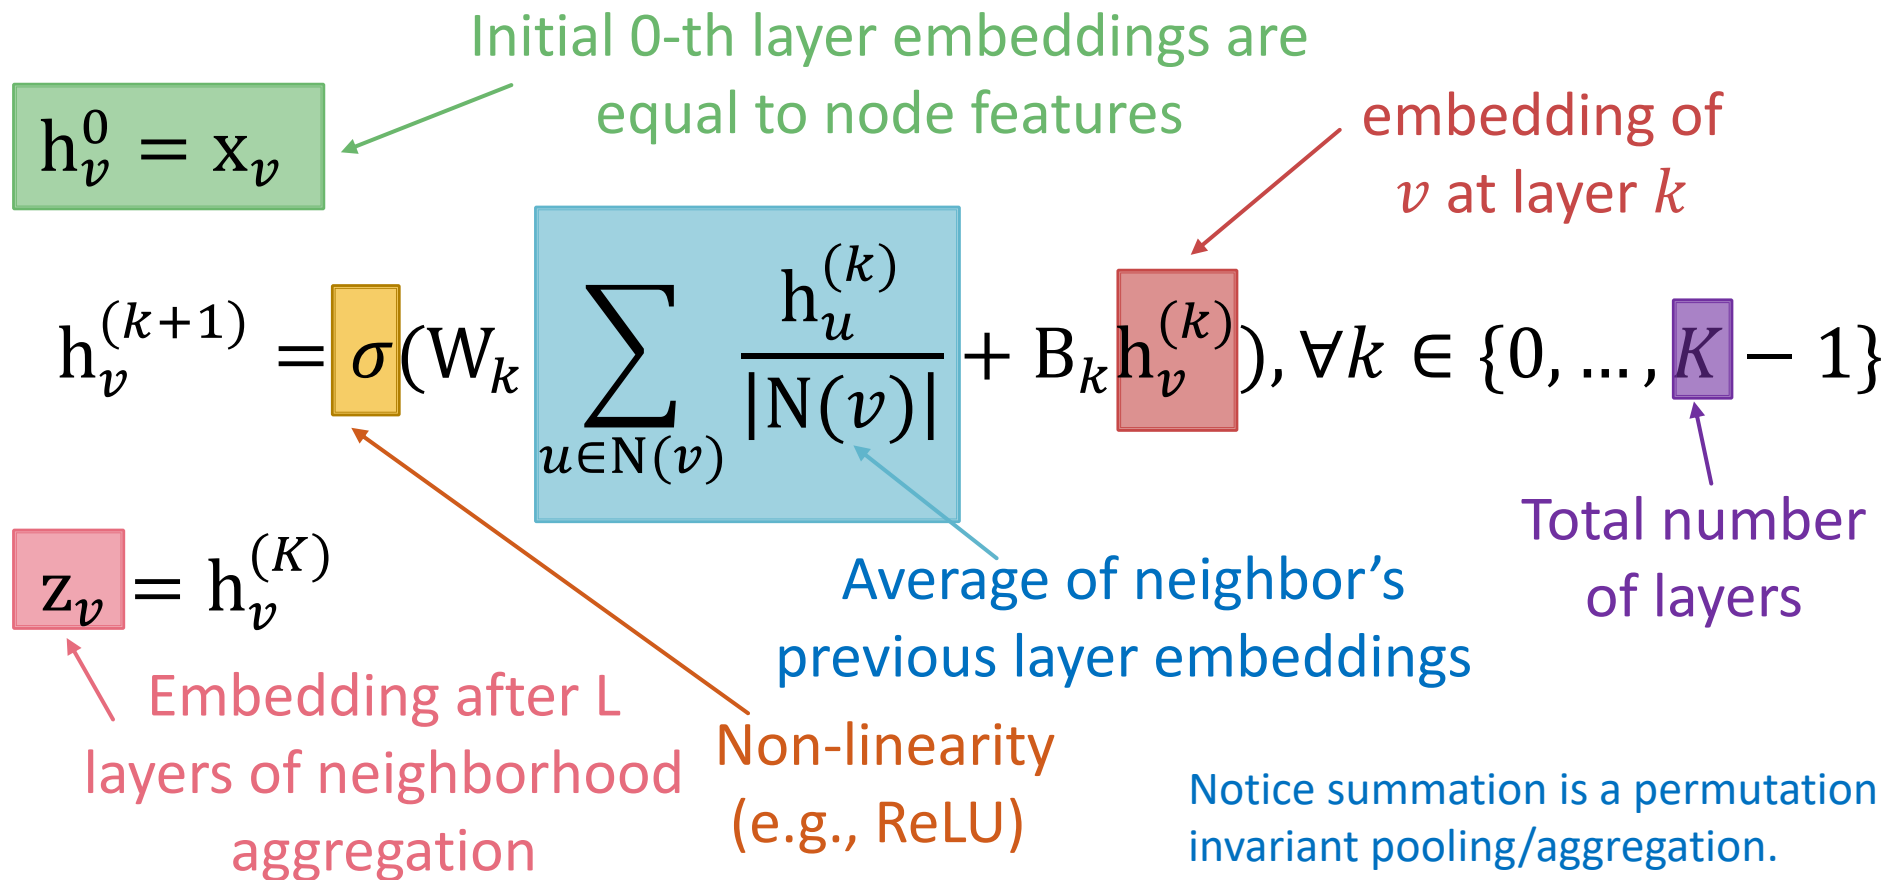 Initial 0-th layer embeddings are
equal to node features
h_v^0 = x_v
embedding of
v at layer k
h_v^{(k+1)} = σ(W_k ∑_{u∈N(v)} \frac{h_u^{(k)}}{|N(v)|} + B_k h_v^{(k)}), ∀k ∈ {0, …, K − 1}
z_v = h_v^{(K)}
Average of neighbor’s
previous layer embeddings
Total number
of layers
Embedding after L
layers of neighborhood
aggregation
Non-linearity
(e.g., ReLU)
Notice summation is a permutation
invariant pooling/aggregation.